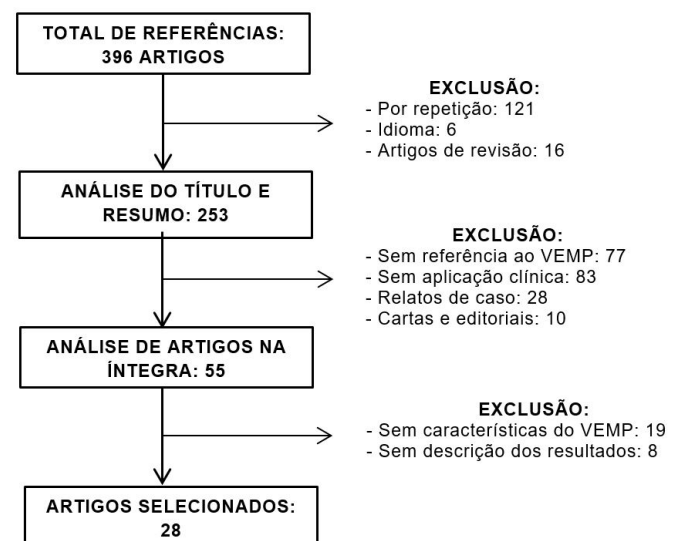 TOTAL DE REFERÊNCIAS:
396 ARTIGOS
EXCLUSÃO:
- Por repetição: 121
- Idioma: 6
- Artigos de revisão: 16
ANÁLISE DO TÍTULO E
RESUMO: 253
EXCLUSÃO:
- Sem referência ao VEMP: 77
- Sem aplicação clínica: 83
- Relatos de caso: 28
- Cartas e editoriais: 10
ANÁLISE DE ARTIGOS NA
ÍNTEGRA: 55
EXCLUSÃO:
- Sem características do VEMP: 19
- Sem descrição dos resultados: 8
ARTIGOS SELECIONADOS:
28